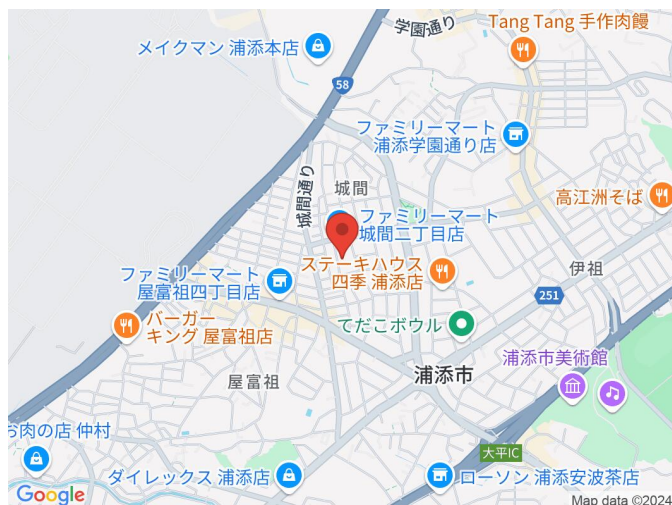 学園通り
Tang Tang 手作肉饅
メイクマン 浦添本店
58
ファミリーマート
浦添学園通り店
城間通り
城間
高江洲そば
ファミリーマート
城間二丁目店
ステーキハウス
四季 浦添店
伊祖
ファミリーマート
屋富祖四丁目店
251
バーガー
キング 屋富祖店
てだこボウル
浦添市
浦添市美術館
屋富祖
お肉の店 仲村
大平IC
ダイレックス 浦添店
ローソン 浦添安波茶店
Google
Map data ©2024